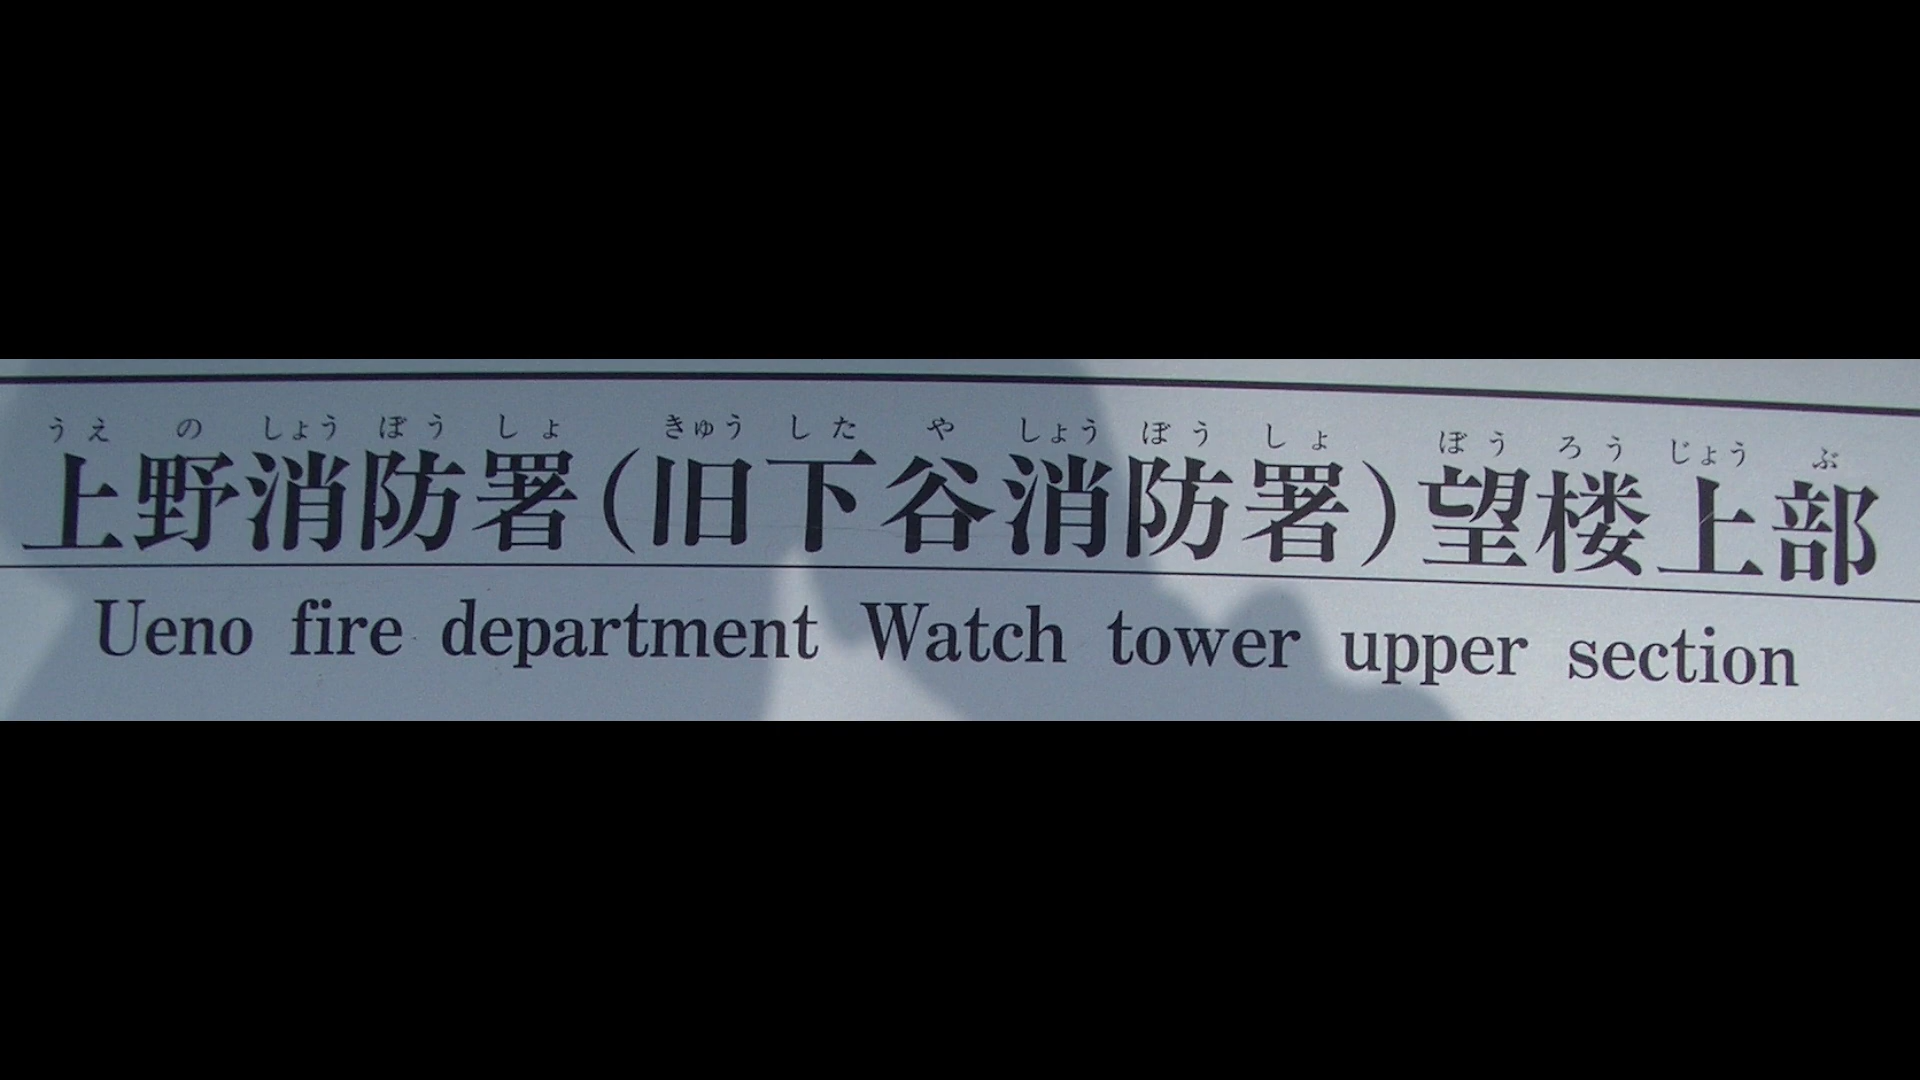 うえ の しょう ぼう しょ きゅう した や しょう ぼう しょ ぼう ろう じょう ぶ
上野消防署(旧下谷消防署)望楼上部
Ueno fire department Watch tower upper section